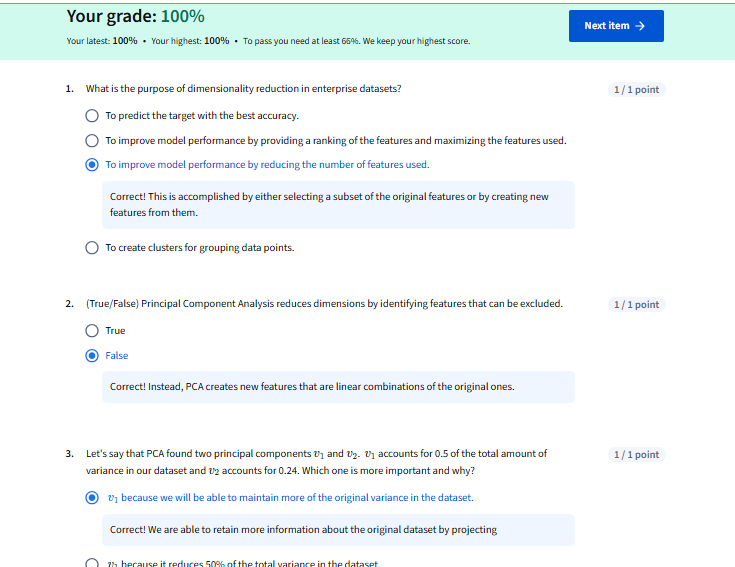 Your grade: 100%
Your latest: 100% • Your highest: 100% • To pass you need at least 66%. We keep your highest score.
Next item →
1. What is the purpose of dimensionality reduction in enterprise datasets?
1 / 1 point
To predict the target with the best accuracy.
To improve model performance by providing a ranking of the features and maximizing the features used.
To improve model performance by reducing the number of features used.
Correct! This is accomplished by either selecting a subset of the original features or by creating new
features from them.
To create clusters for grouping data points.
2. (True/False) Principal Component Analysis reduces dimensions by identifying features that can be excluded.
1 / 1 point
True
False
Correct! Instead, PCA creates new features that are linear combinations of the original ones.
3. Let's say that PCA found two principal components v₁ and v₂. v₁ accounts for 0.5 of the total amount of
variance in our dataset and v₂ accounts for 0.24. Which one is more important and why?
1 / 1 point
v₁ because we will be able to maintain more of the original variance in the dataset.
Correct! We are able to retain more information about the original dataset by projecting
because it reduces 50% of the total variance in the dataset